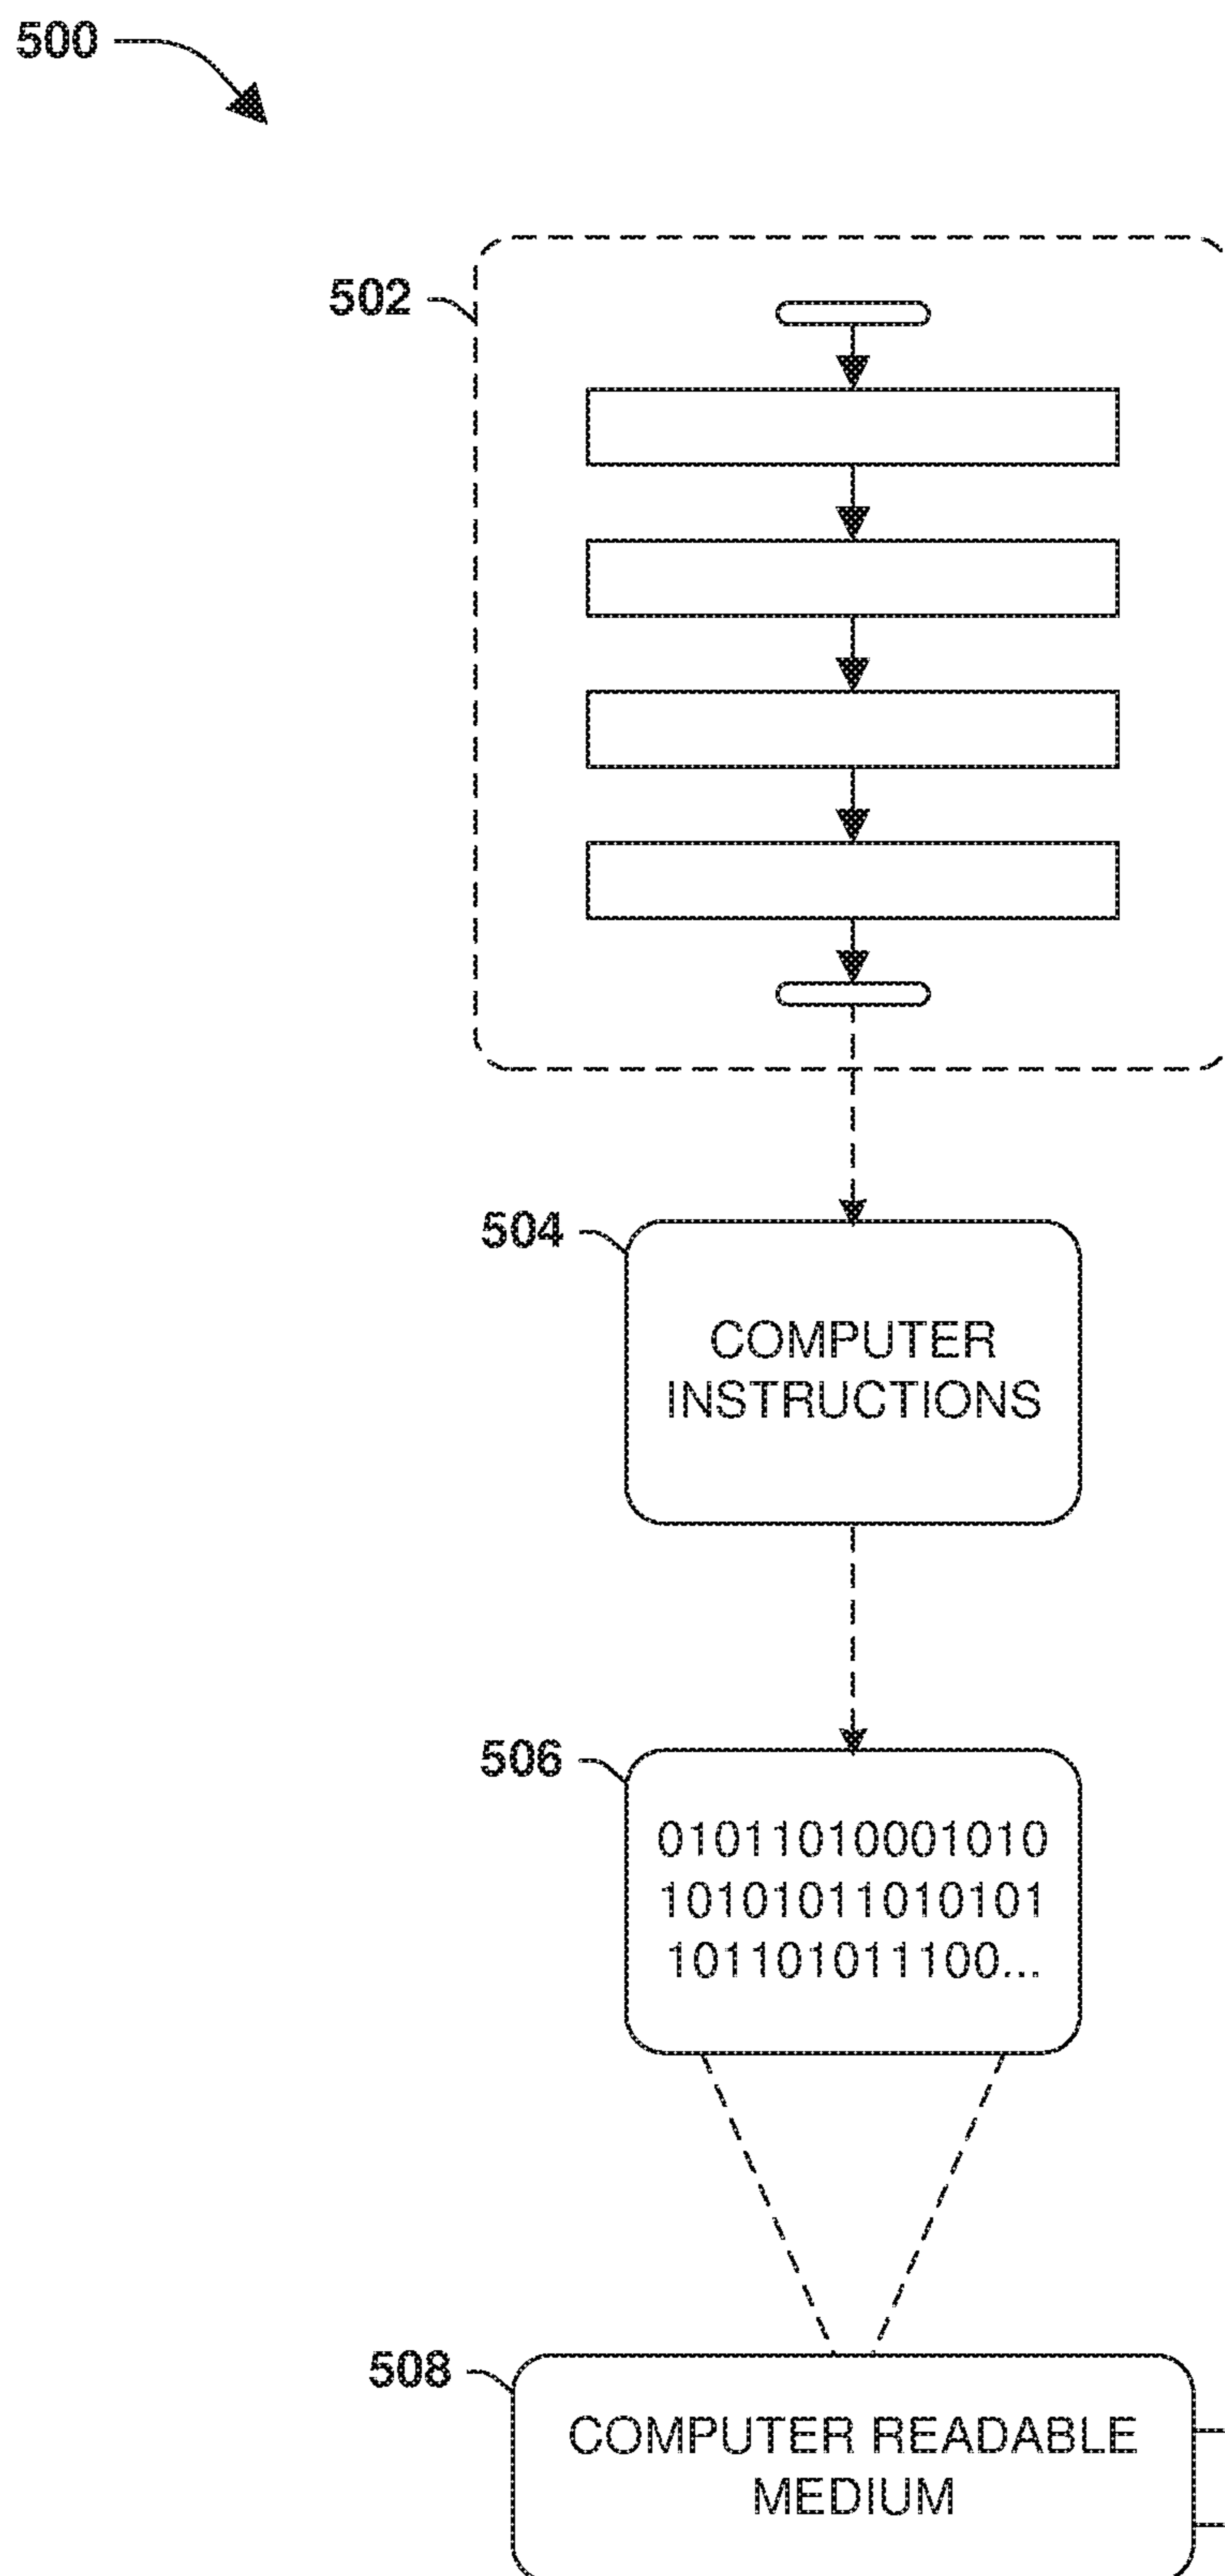 500
502
504
COMPUTER
INSTRUCTIONS
506
01011010001010
10101011010101
101101011100...
508
COMPUTER READABLE
MEDIUM